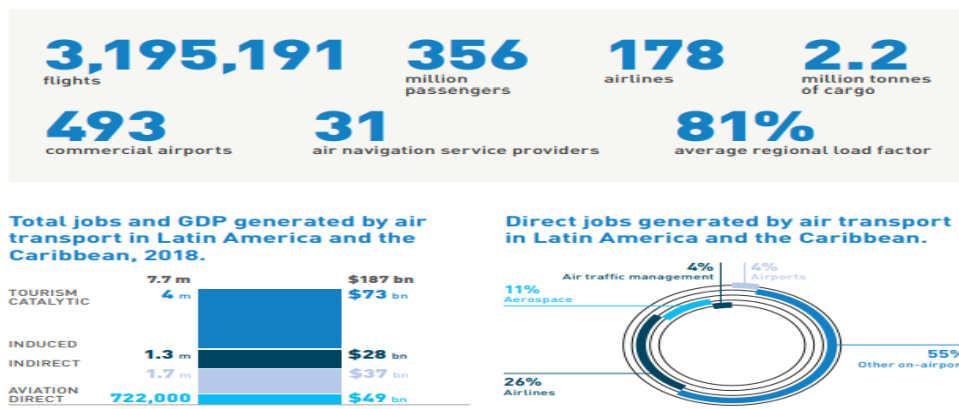 3,195,191
flights
356
million
passengers
178
airlines
2.2
million tonnes
of cargo
493
commercial airports
31
air navigation service providers
81%
average regional load factor
Total jobs and GDP generated by air
transport in Latin America and the
Caribbean, 2018.
7.7 m $187 bn
TOURISM
CATALYTIC
4 m $73 bn
INDUCED
1.3 m $28 bn
INDIRECT
1.7 m $37 bn
AVIATION
DIRECT
722,000 $49 bn
Direct jobs generated by air transport
in Latin America and the Caribbean.
4%
Air traffic management
4%
Airports
11%
Aerospace
55%
Other on-airpor
26%
Airlines